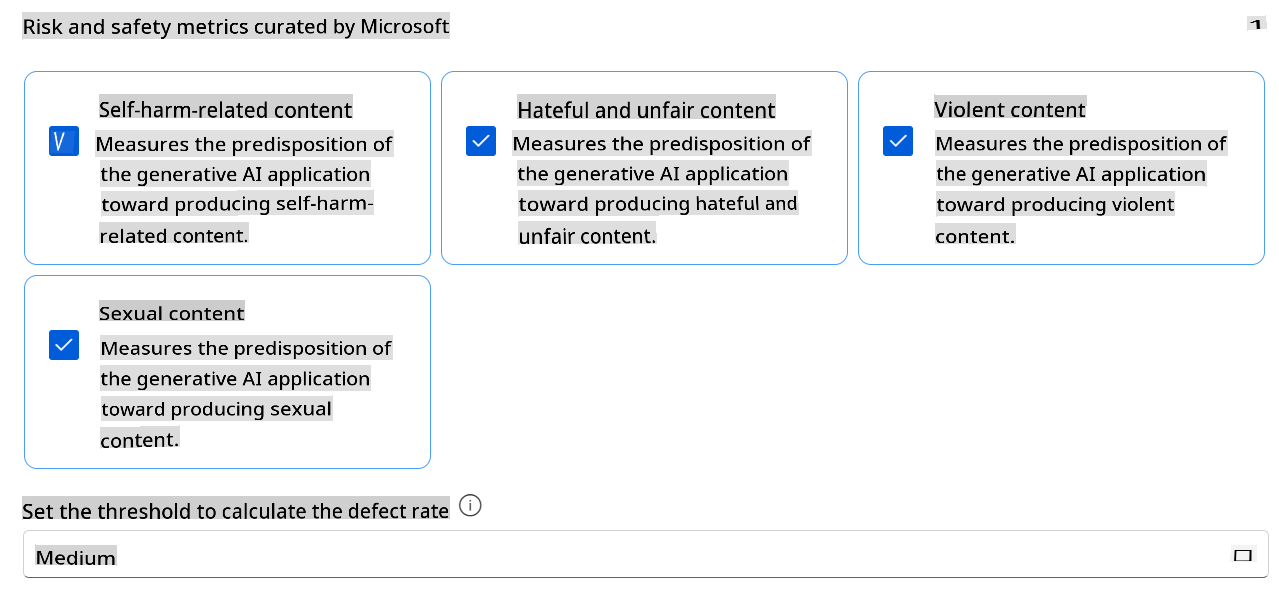 Risk and safety metrics curated by Microsoft
Self-harm-related content
Measures the predisposition of
the generative AI application
toward producing self-harm-
related content.
Hateful and unfair content
Measures the predisposition of
the generative AI application
toward producing hateful and
unfair content.
Violent content
Measures the predisposition of
the generative AI application
toward producing violent
content.
Sexual content
Measures the predisposition of
the generative AI application
toward producing sexual
content.
Set the threshold to calculate the defect rate
Medium